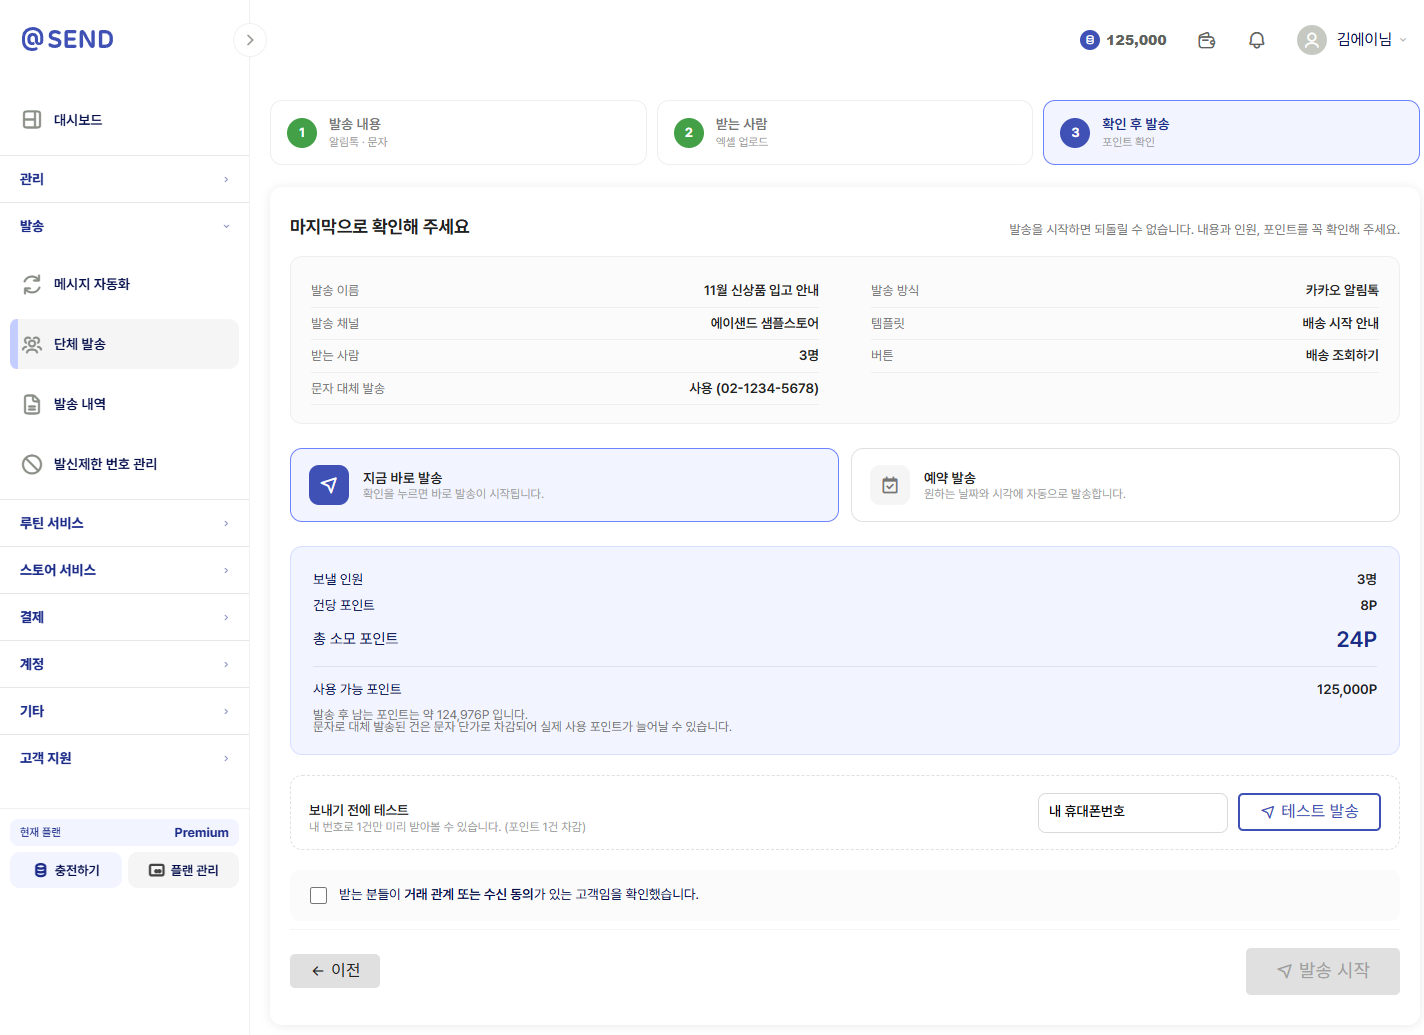 @SEND
125,000
김에이님
대시보드
관리
발송
메시지 자동화
단체 발송
발송 내역
발신제한 번호 관리
루틴 서비스
스토어 서비스
결제
계정
기타
고객 지원
현재 플랜
Premium
충전하기
플랜 관리
1
발송 내용
알림톡 · 문자
2
받는 사람
엑셀 업로드
3
확인 후 발송
포인트 확인
마지막으로 확인해 주세요
발송을 시작하면 되돌릴 수 없습니다. 내용과 인원, 포인트를 꼭 확인해 주세요.
발송 이름
11월 신상품 입고 안내
발송 방식
카카오 알림톡
발송 채널
에이샌드 샘플스토어
템플릿
배송 시작 안내
받는 사람
3명
버튼
배송 조회하기
문자 대체 발송
사용 (02-1234-5678)
지금 바로 발송
확인을 누르면 바로 발송이 시작됩니다.
예약 발송
원하는 날짜와 시각에 자동으로 발송합니다.
보낼 인원
3명
건당 포인트
8P
총 소모 포인트
24P
사용 가능 포인트
125,000P
발송 후 남는 포인트는 약 124,976P 입니다.
문자로 대체 발송된 건은 문자 단가로 차감되어 실제 사용 포인트가 늘어날 수 있습니다.
보내기 전에 테스트
내 번호로 1건만 미리 받아볼 수 있습니다. (포인트 1건 차감)
내 휴대폰번호
테스트 발송
받는 분들이 거래 관계 또는 수신 동의가 있는 고객임을 확인했습니다.
← 이전
발송 시작